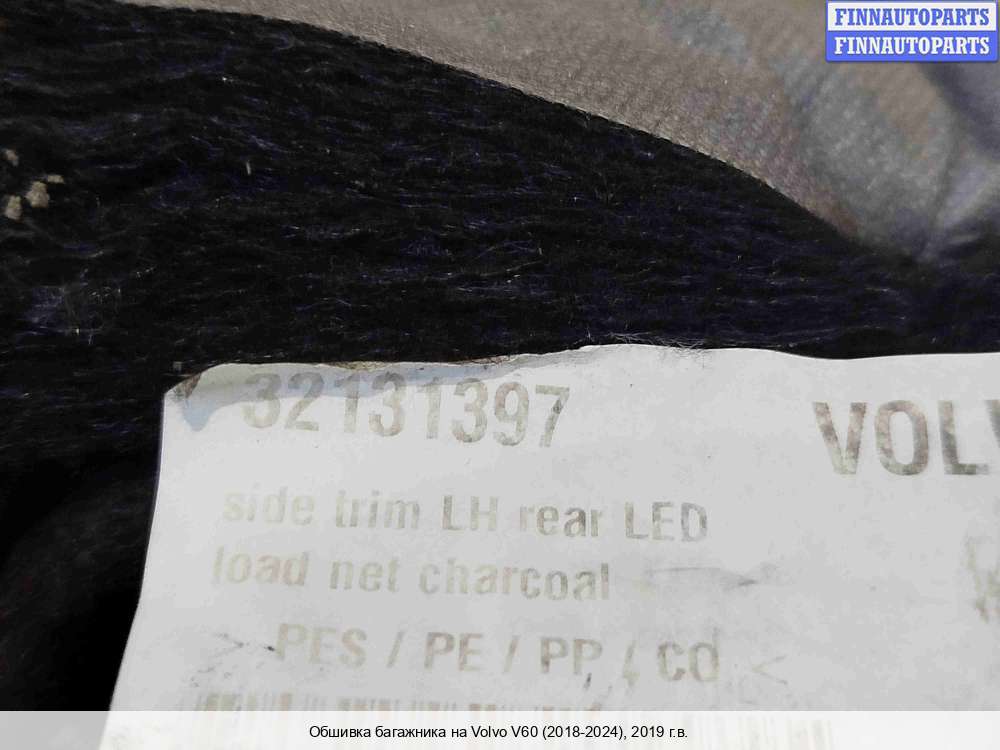 FINNAUTOPARTS
FINNAUTOPARTS
32131397
VOL
side trim LH rear LED
load net charcoal
> PES / PE / PP / CO <
Обшивка багажника на Volvo V60 (2018-2024), 2019 г.в.